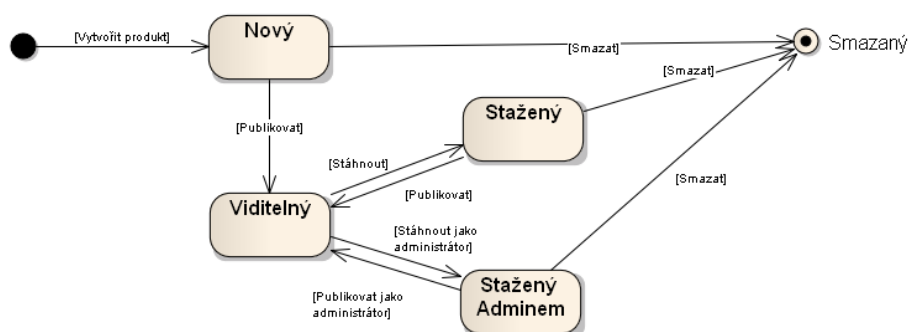 [Vytvořit produkt]
Nový
[Smazat]
Smazaný
[Smazat]
Stažený
[Publikovat]
[Stáhnout]
[Smazat]
[Publikovat]
Viditelný
[Stáhnout jako
administrátor]
[Publikovat jako
administrátor]
Stažený
Adminem